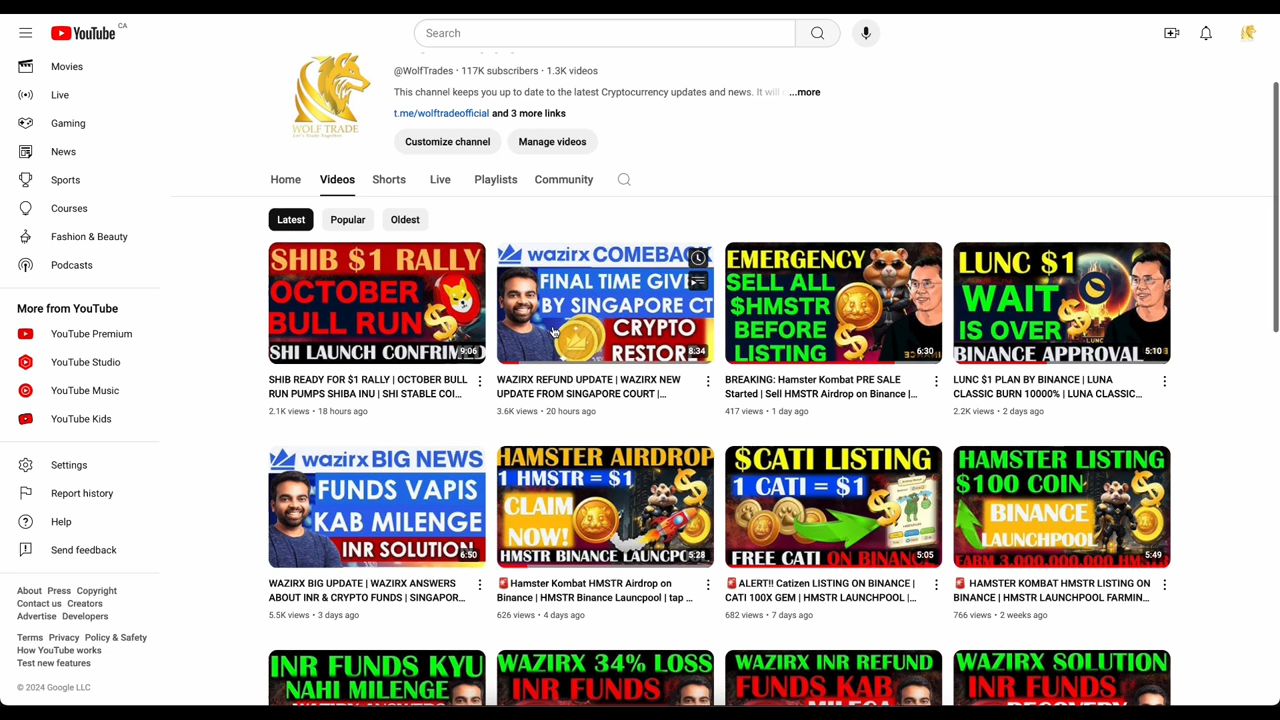 YouTube CA
Search
Movies
Live
Gaming
News
Sports
Courses
Fashion & Beauty
Podcasts
More from YouTube
YouTube Premium
YouTube Studio
YouTube Music
YouTube Kids
Settings
Report history
Help
Send feedback
About Press Copyright
Contact us Creators
Advertise Developers
Terms Privacy Policy & Safety
How YouTube works
Test new features
© 2024 Google LLC
WOLF TRADE
@WolfTrades · 117K subscribers · 1.3K videos
This channel keeps you up to date to the latest Cryptocurrency updates and news. It will ...more
t.me/wolftradeofficial and 3 more links
Customize channel
Manage videos
Home
Videos
Shorts
Live
Playlists
Community
Latest
Popular
Oldest
SHIB $1 RALLY
OCTOBER
BULL RUN
SHI LAUNCH CONFIRMED
9:06
SHIB READY FOR $1 RALLY | OCTOBER BULL
RUN PUMPS SHIBA INU | SHI STABLE COI...
2.1K views • 18 hours ago
wazirx COMEBACK
FINAL TIME GIVE
BY SINGAPORE CT
CRYPTO
RESTORE
8:34
WAZIRX REFUND UPDATE | WAZIRX NEW
UPDATE FROM SINGAPORE COURT |...
3.6K views • 20 hours ago
EMERGENCY
SELL ALL
$HMSTR
BEFORE
LISTING
6:30
BREAKING: Hamster Kombat PRE SALE
Started | Sell HMSTR Airdrop on Binance |...
417 views • 1 day ago
LUNC $1
WAIT
IS OVER
LUNC
BINANCE APPROVAL
5:10
LUNC $1 PLAN BY BINANCE | LUNA
CLASSIC BURN 10000% | LUNA CLASSIC...
2.2K views • 2 days ago
wazirx BIG NEWS
FUNDS VAPIS
KAB MILENGE
INR SOLUTION
6:50
WAZIRX BIG UPDATE | WAZIRX ANSWERS
ABOUT INR & CRYPTO FUNDS | SINGAPOR...
5.5K views • 3 days ago
HAMSTER AIRDROP
1 HMSTR = $1
CLAIM
NOW!
HMSTR BINANCE LAUNCPO
5:28
🚨Hamster Kombat HMSTR Airdrop on
Binance | HMSTR Binance Launcpool | tap ...
626 views • 4 days ago
$CATI LISTING
1 CATI = $1
FREE CATI ON BINAN
5:05
🚨ALERT!! Catizen LISTING ON BINANCE |
CATI 100X GEM | HMSTR LAUNCHPOOL |...
682 views • 7 days ago
HAMSTER LISTING
$100 COIN
BINANCE
LAUNCHPOOL
EARN 3,000,000,000 HMST
5:49
🚨 HAMSTER KOMBAT HMSTR LISTING ON
BINANCE | HMSTR LAUNCHPOOL FARMIN...
766 views • 2 weeks ago
INR FUNDS KYU
NAHI MILENGE
WAZIRX ANSWERS
WAZIRX 34% LOSS
INR FUNDS
WAZIRX INR REFUND
FUNDS KAB
WAZIRX SOLUTION
INR FUNDS